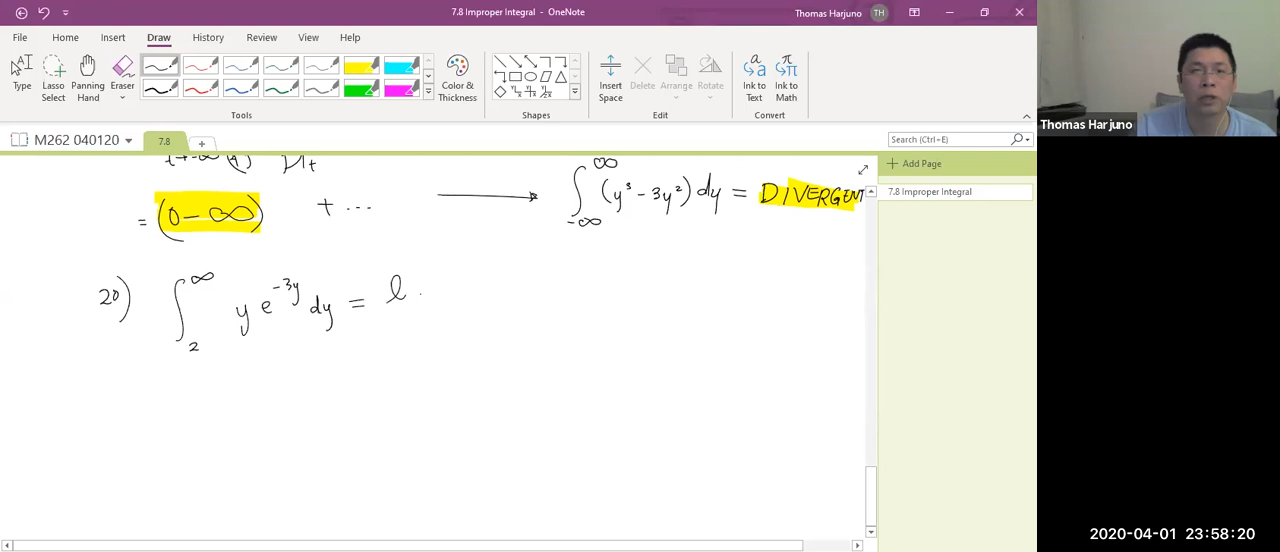 7.8 Improper Integral - OneNote
Thomas Harjuno TH
File Home Insert Draw History Review View Help
Type Lasso Select Panning Hand Eraser Color & Thickness Insert Space Delete Arrange Rotate Ink to Text Ink to Math
Tools Shapes Edit Convert
M262 040120 7.8 Search (Ctrl+E)
Add Page
7.8 Improper Integral
= (0 - ∞) + ... → ∫_{-∞}^{∞} (y³ - 3y²) dy = DIVERGENT
20) ∫_{2}^{∞} y e^{-3y} dy = l
Thomas Harjuno
2020-04-01 23:58:20